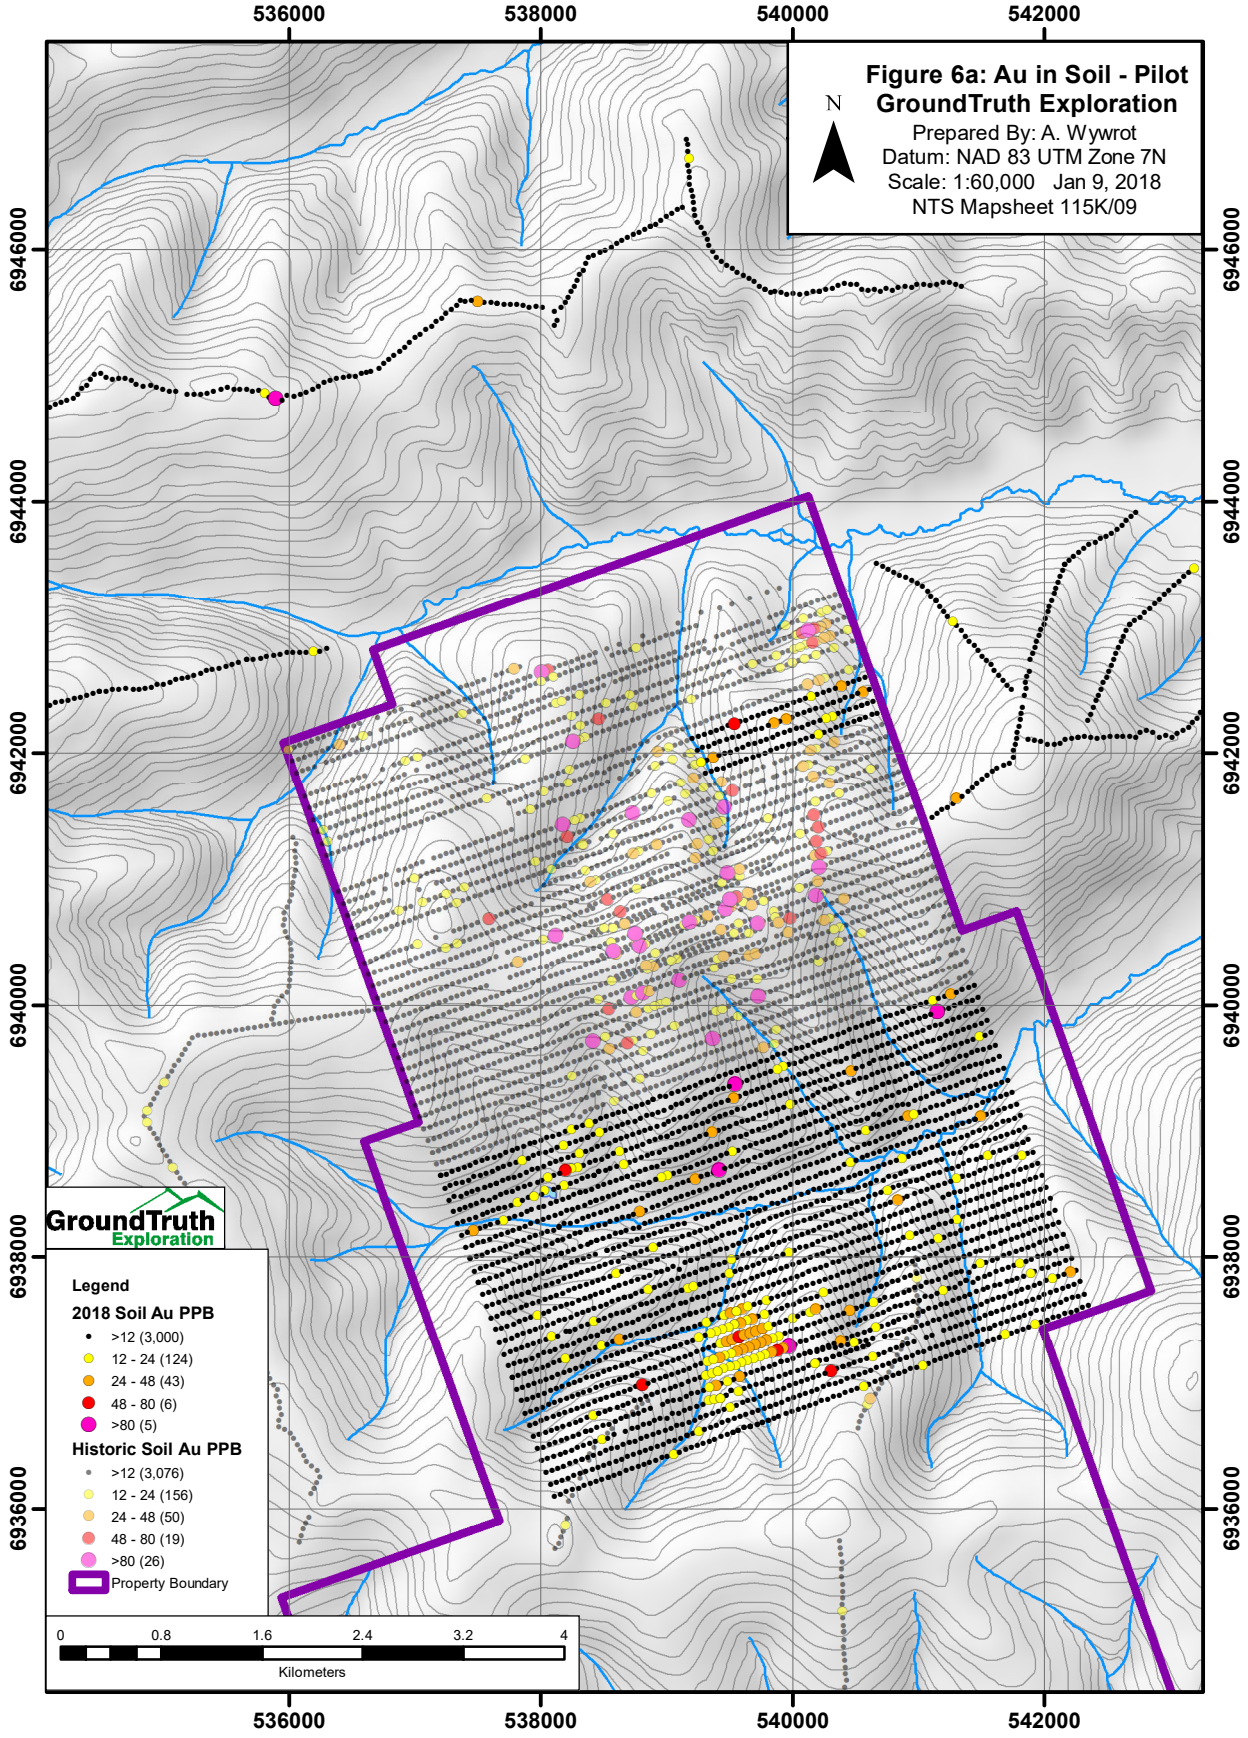 536000
538000
540000
542000
Figure 6a: Au in Soil - Pilot
GroundTruth Exploration
Prepared By: A. Wywrot
Datum: NAD 83 UTM Zone 7N
Scale: 1:60,000 Jan 9, 2018
NTS Mapsheet 115K/09
N
6946000
6946000
6944000
6944000
6942000
6942000
6940000
6940000
6938000
6938000
6936000
6936000
GroundTruth
Exploration
Legend
2018 Soil Au PPB
>12 (3,000)
12 - 24 (124)
24 - 48 (43)
48 - 80 (6)
>80 (5)
Historic Soil Au PPB
>12 (3,076)
12 - 24 (156)
24 - 48 (50)
48 - 80 (19)
>80 (26)
Property Boundary
0 0.8 1.6 2.4 3.2 4
Kilometers
536000
538000
540000
542000